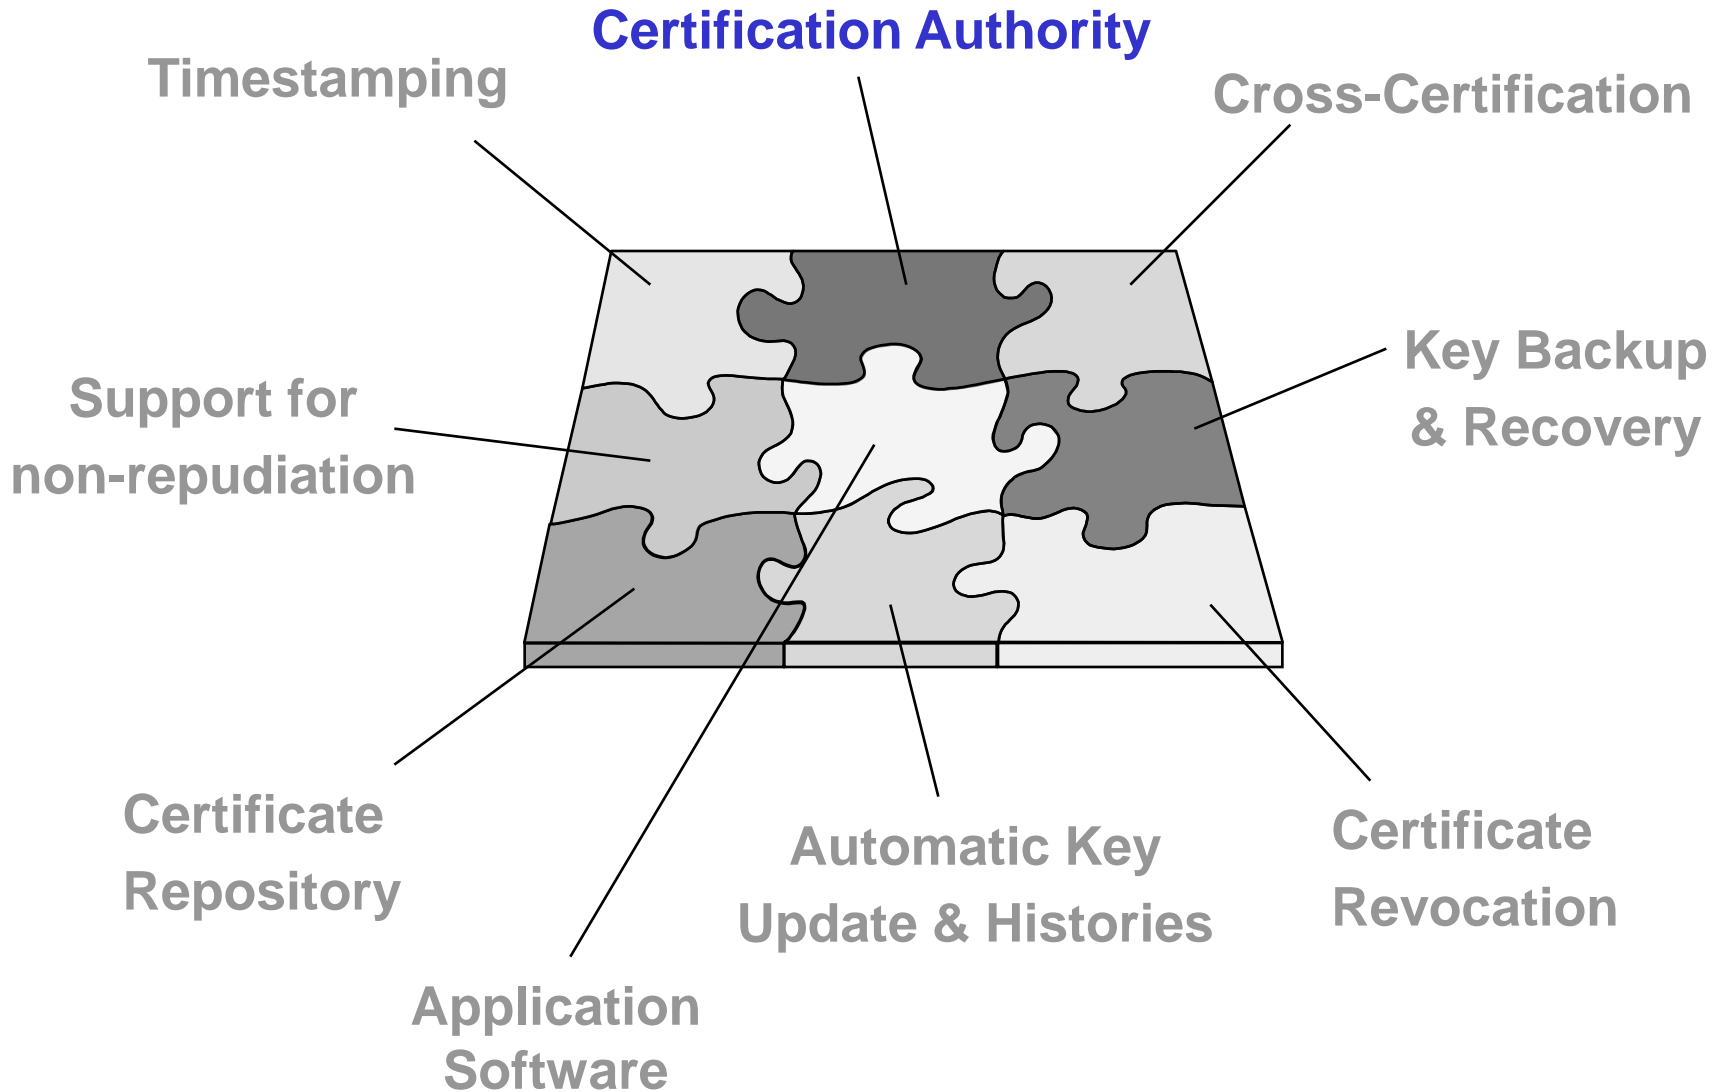 Certification Authority
Timestamping
Cross-Certification
Key Backup
& Recovery
Support for
non-repudiation
Certificate
Repository
Automatic Key
Update & Histories
Certificate
Revocation
Application
Software